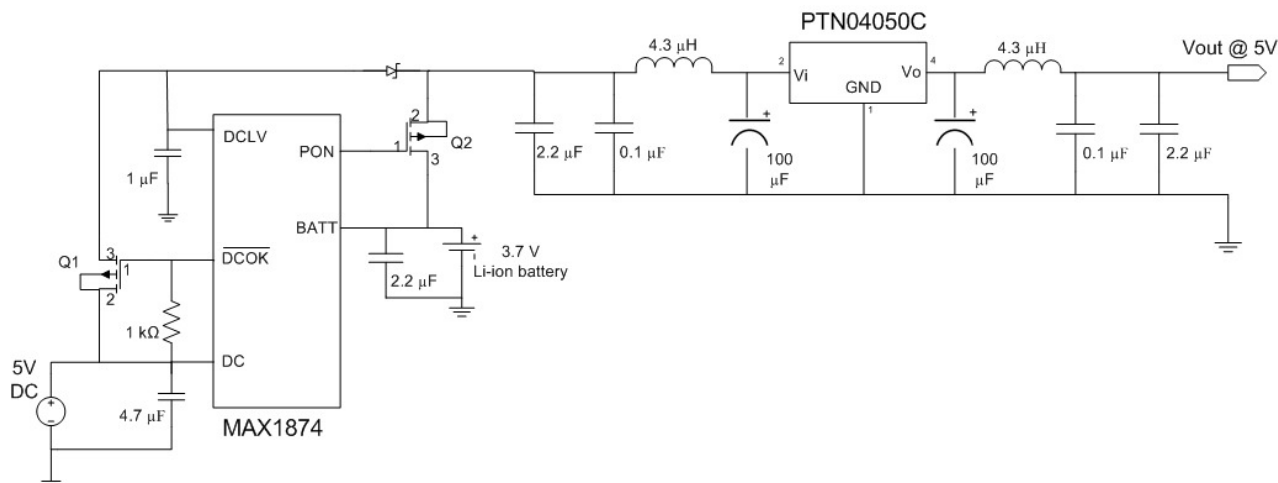 PTN04050C
4.3 μH
4.3 μH
Vout @ 5V
2
Vi
Vo
4
GND
1
+
+
2.2 μF
0.1 μF
100
μF
100
μF
0.1 μF
2.2 μF
DCLV
PON
1
2
3
Q2
1 μF
BATT
+
-
3.7 V
Li-ion battery
2.2 μF
Q1
3
1
2
DCOK
1 kΩ
DC
5V
DC
+
−
4.7 μF
MAX1874